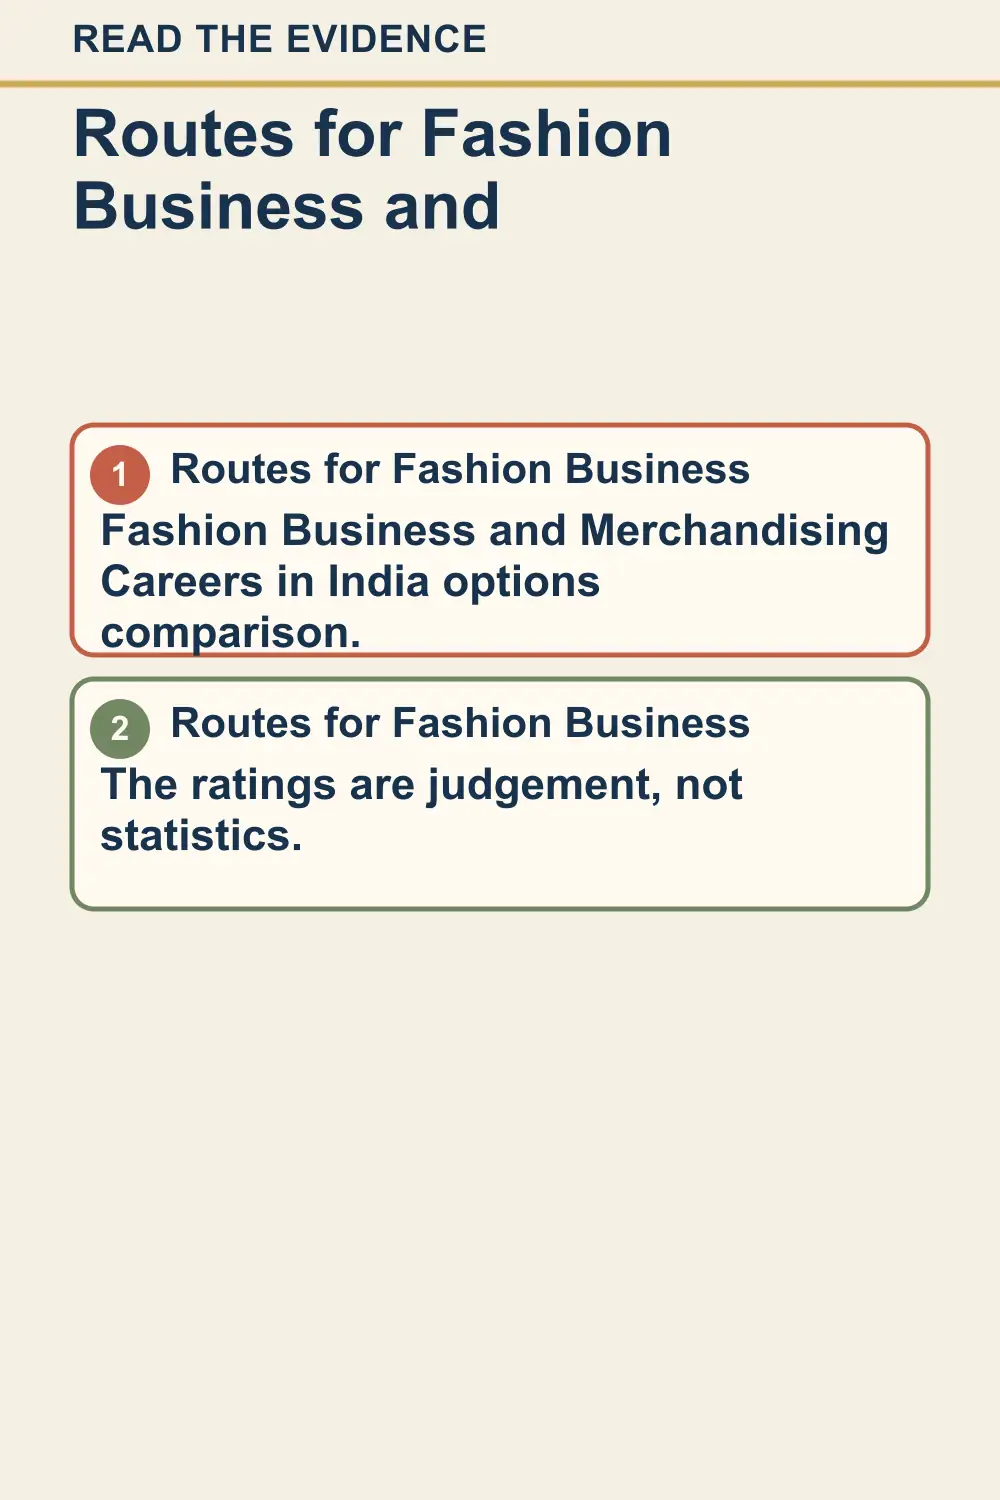 READ THE EVIDENCE
Routes for Fashion
Business and
1
Routes for Fashion Business
Fashion Business and Merchandising
Careers in India options
comparison.
2
Routes for Fashion Business
The ratings are judgement, not
statistics.